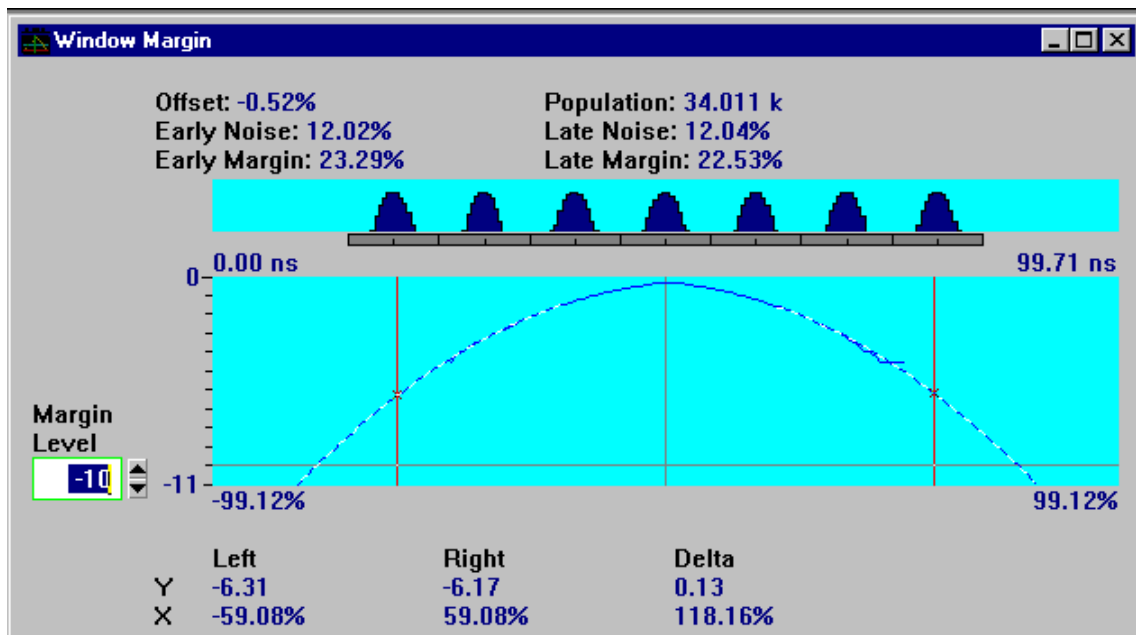 Window Margin
Offset: -0.52% Population: 34.011 k
Early Noise: 12.02% Late Noise: 12.04%
Early Margin: 23.29% Late Margin: 22.53%
0.00 ns 99.71 ns
0
Margin
Level
-10
-11
-99.12% 99.12%
Left Right Delta
Y -6.31 -6.17 0.13
X -59.08% 59.08% 118.16%